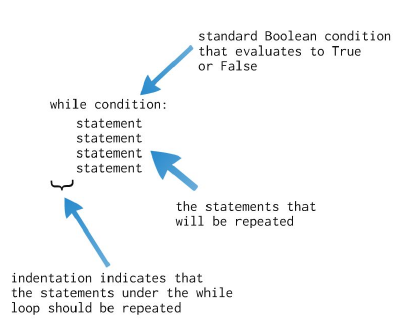 standard Boolean condition
that evaluates to True
or False
while condition:
statement
statement
statement
statement
the statements that
will be repeated
indentation indicates that
the statements under the while
loop should be repeated